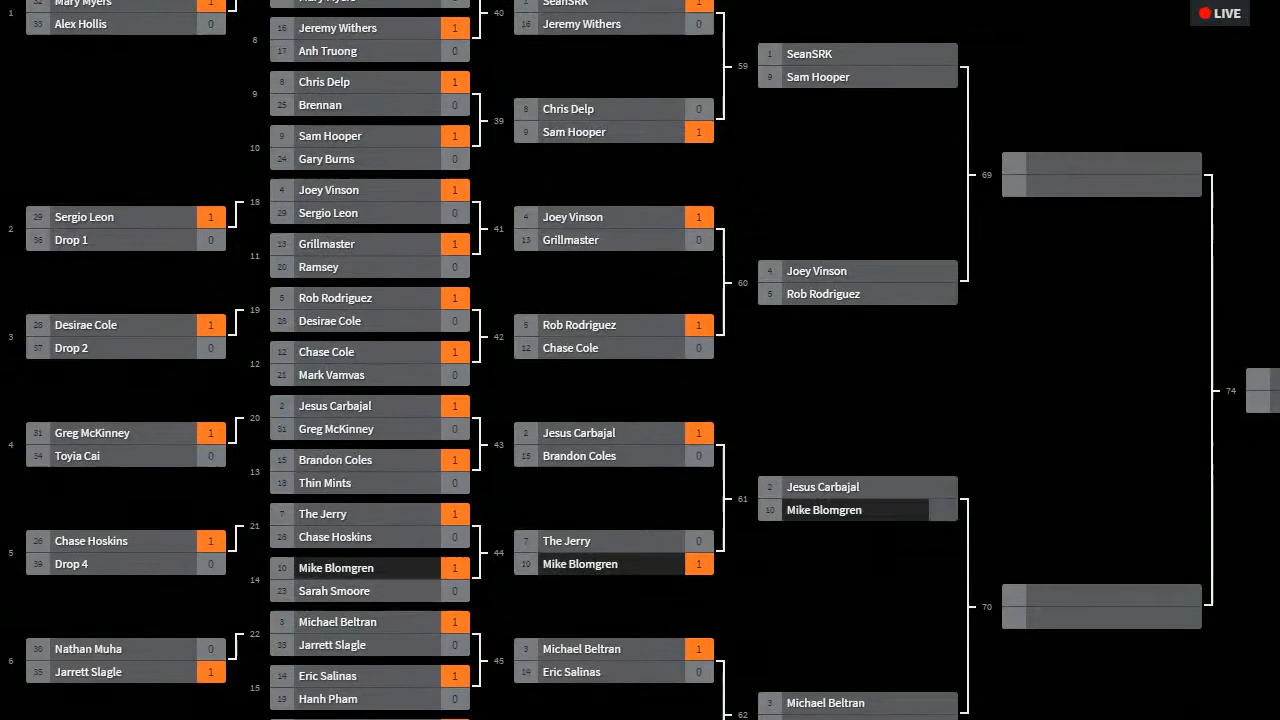 32 Mary Myers 1
33 Alex Hollis 0
1
29 Sergio Leon 1
36 Drop 1 0
2
28 Desirae Cole 1
37 Drop 2 0
3
31 Greg McKinney 1
34 Toyia Cai 0
4
26 Chase Hoskins 1
39 Drop 4 0
5
30 Nathan Muha 0
35 Jarrett Slagle 1
6
Mary Myers
16 Jeremy Withers 1
17 Anh Truong 0
8
8 Chris Delp 1
25 Brennan 0
9
9 Sam Hooper 1
24 Gary Burns 0
10
4 Joey Vinson 1
29 Sergio Leon 0
18
13 Grillmaster 1
20 Ramsey 0
11
5 Rob Rodriguez 1
28 Desirae Cole 0
19
12 Chase Cole 1
21 Mark Vamvas 0
12
2 Jesus Carbajal 1
31 Greg McKinney 0
20
15 Brandon Coles 1
18 Thin Mints 0
13
7 The Jerry 1
26 Chase Hoskins 0
21
10 Mike Blomgren 1
23 Sarah Smoore 0
14
3 Michael Beltran 1
35 Jarrett Slagle 0
22
14 Eric Salinas 1
19 Hanh Pham 0
15
40
1 SeanSRK 1
16 Jeremy Withers 0
39
8 Chris Delp 0
9 Sam Hooper 1
41
4 Joey Vinson 1
13 Grillmaster 0
42
5 Rob Rodriguez 1
12 Chase Cole 0
43
2 Jesus Carbajal 1
15 Brandon Coles 0
44
7 The Jerry 0
10 Mike Blomgren 1
45
3 Michael Beltran 1
14 Eric Salinas 0
59
1 SeanSRK
9 Sam Hooper
60
4 Joey Vinson
5 Rob Rodriguez
61
2 Jesus Carbajal
10 Mike Blomgren
62
3 Michael Beltran
69
70
74
LIVE